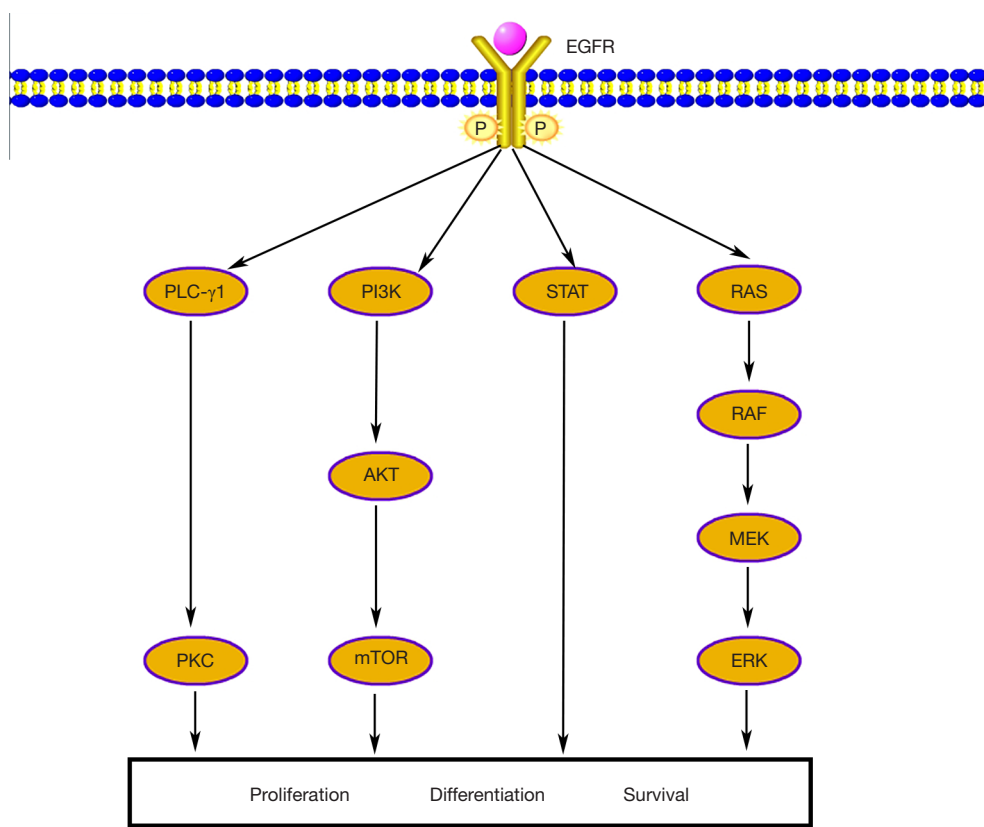 EGFR
P P
PLC-γ1 PI3K STAT RAS
RAF
AKT
MEK
PKC mTOR ERK
Proliferation Differentiation Survival